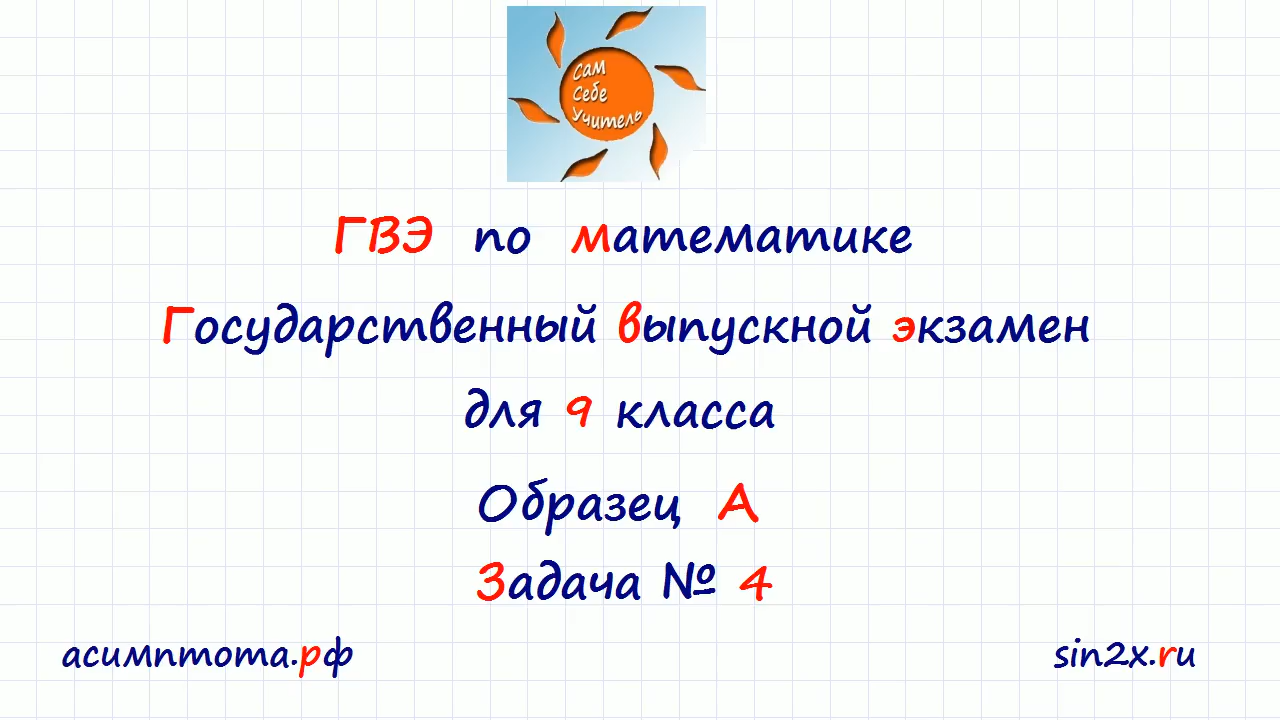 Сам
Себе
Учитель
ГВЭ по математике
Государственный выпускной экзамен
для 9 класса
Образец А
Задача № 4
асимптота.рф
sin2x.ru